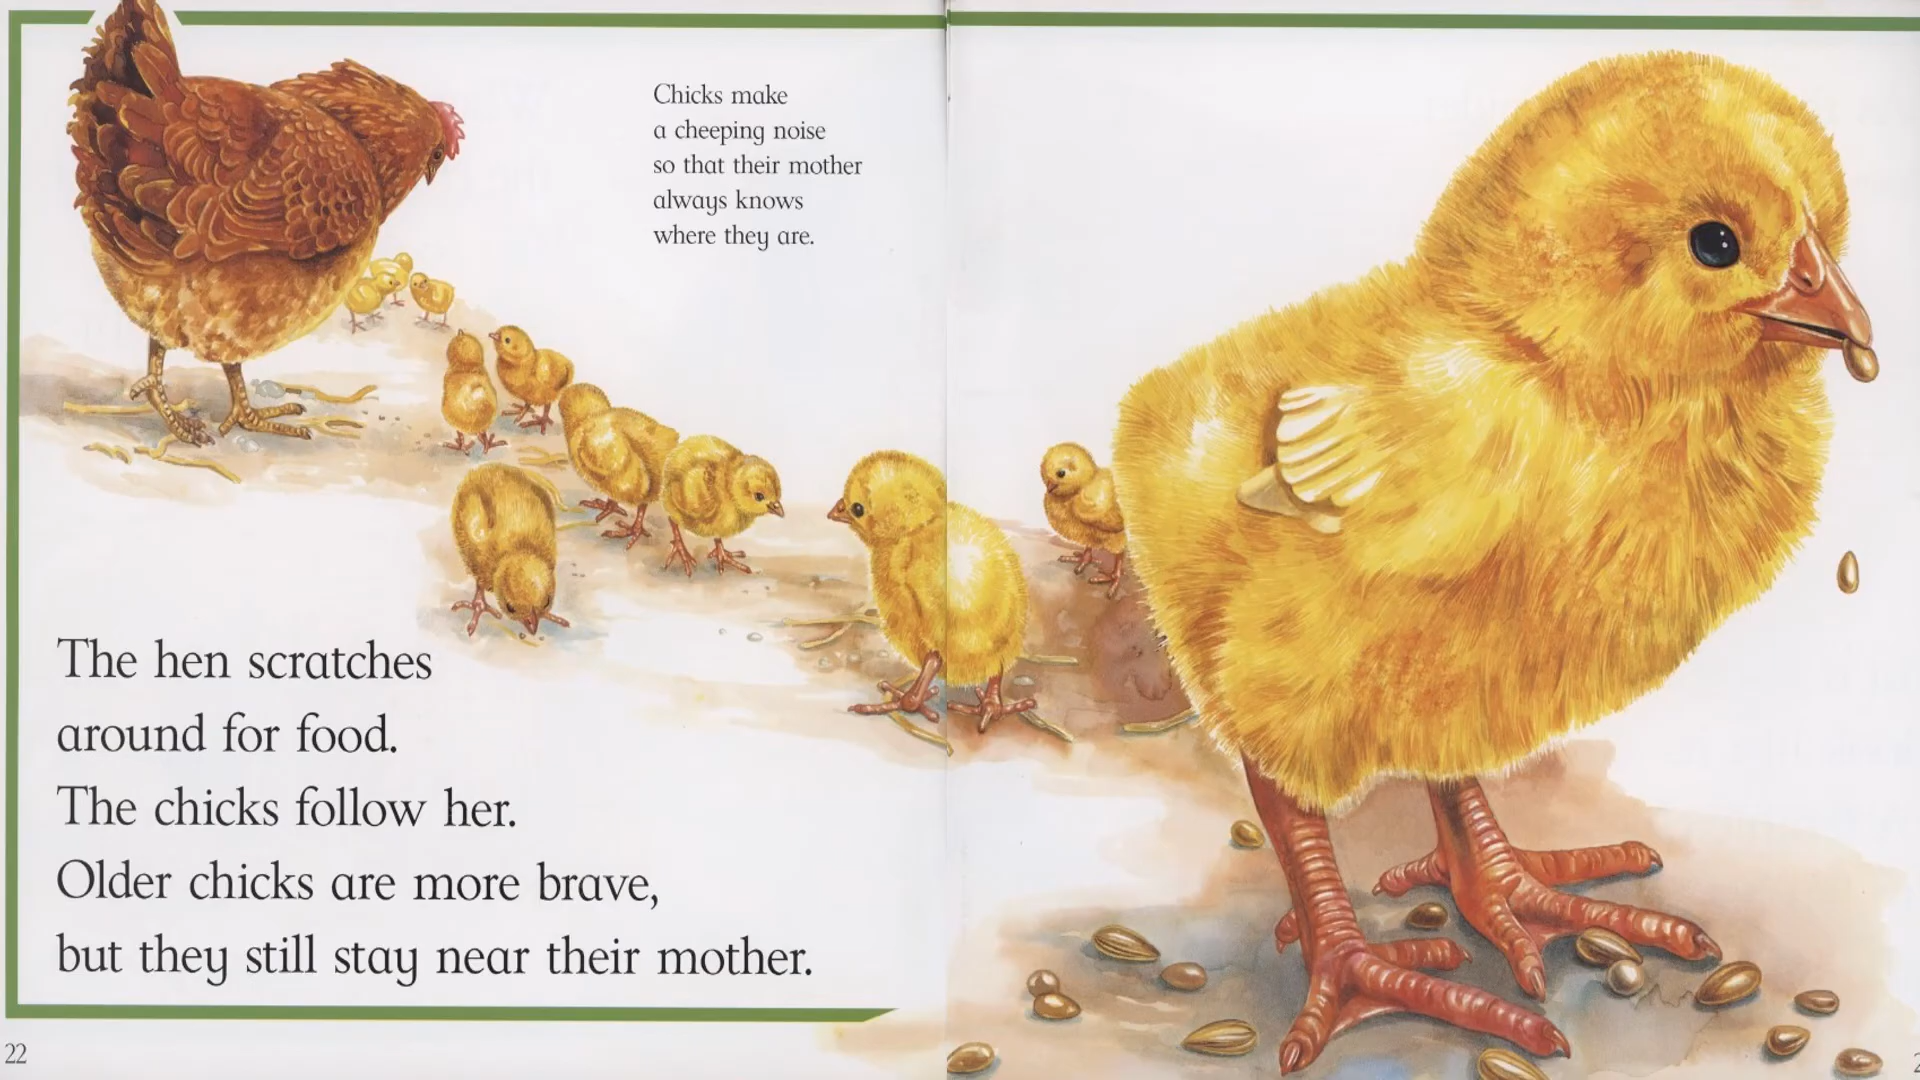 Chicks make
a cheeping noise
so that their mother
always knows
where they are.
The hen scratches
around for food.
The chicks follow her.
Older chicks are more brave,
but they still stay near their mother.
22